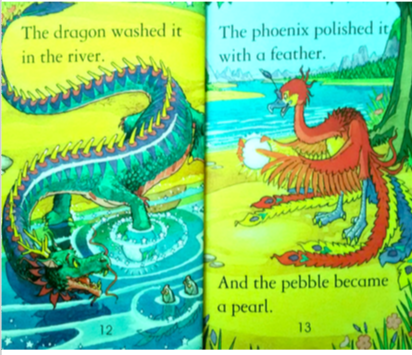 The dragon washed it
in the river.
12
The phoenix polished it
with a feather.
And the pebble became
a pearl.
13